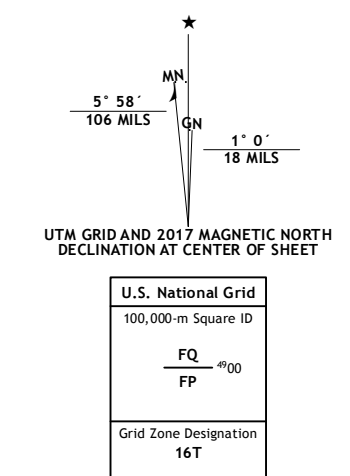 ★
MN
GN
5° 58´
106 MILS
1° 0´
18 MILS
UTM GRID AND 2017 MAGNETIC NORTH
DECLINATION AT CENTER OF SHEET
U.S. National Grid
100,000-m Square ID
FQ
⁴⁹00
FP
Grid Zone Designation
16T